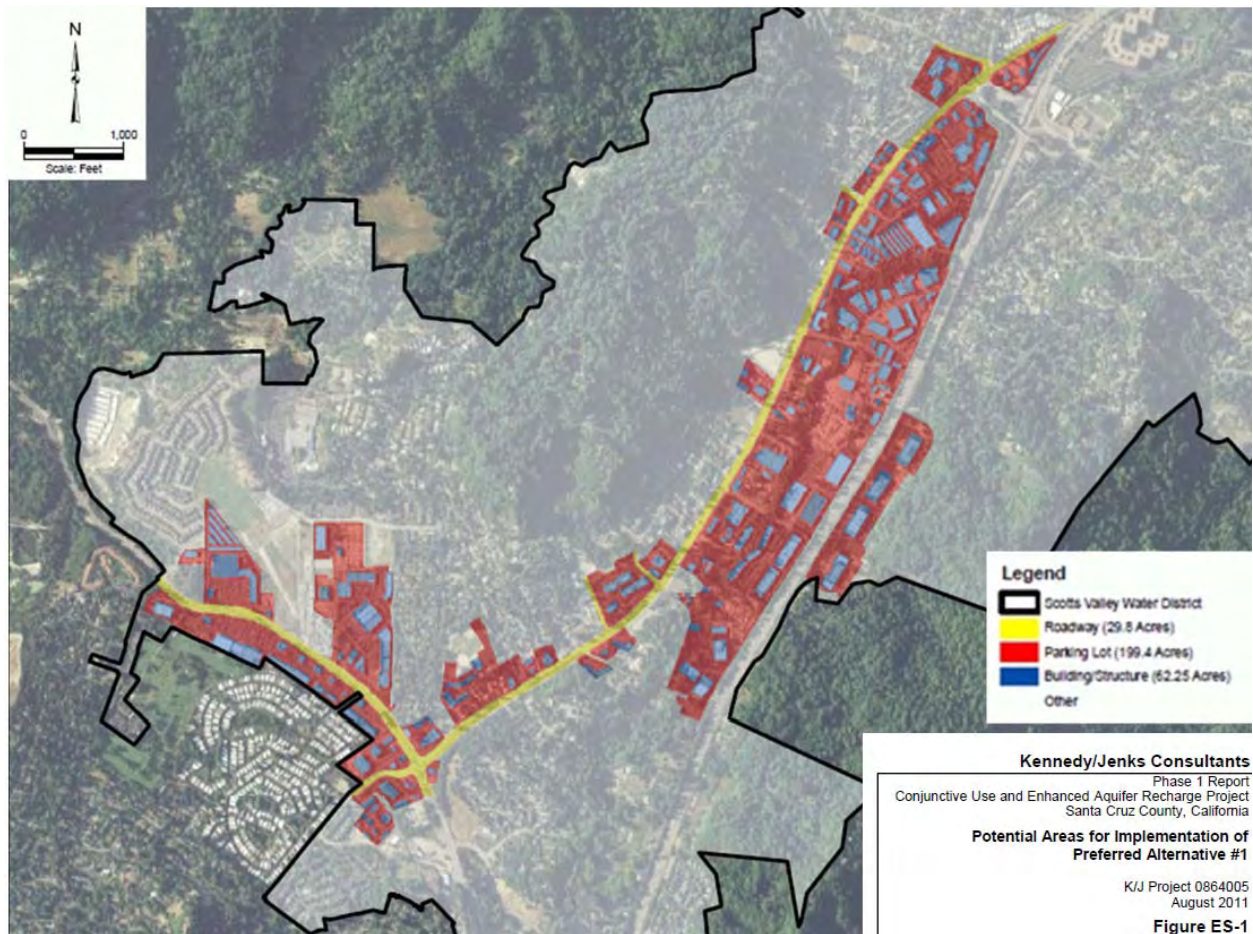 N
0 1,000
Scale: Feet
Legend
Scotts Valley Water District
Roadway (29.8 Acres)
Parking Lot (199.4 Acres)
Building/Structure (62.25 Acres)
Other
Kennedy/Jenks Consultants
Phase 1 Report
Conjunctive Use and Enhanced Aquifer Recharge Project
Santa Cruz County, California
Potential Areas for Implementation of
Preferred Alternative #1
K/J Project 0864005
August 2011
Figure ES-1